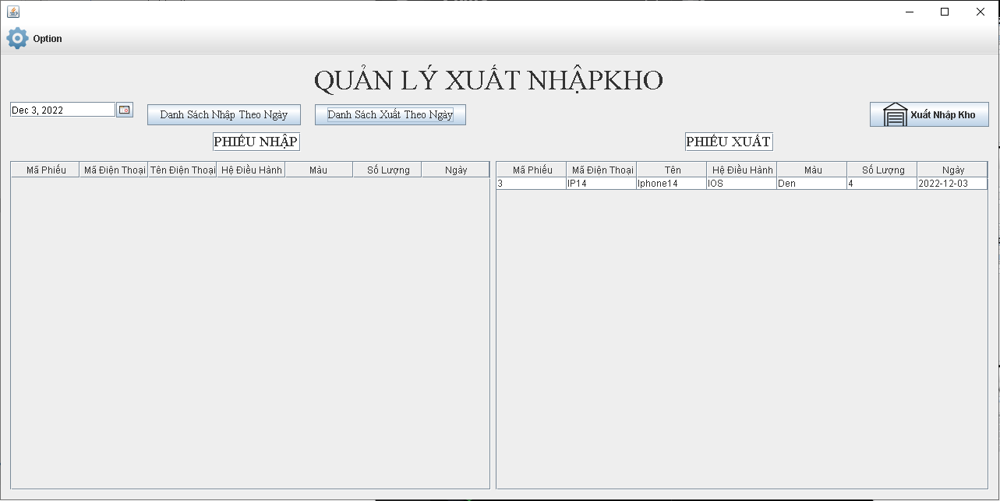 Option
QUẢN LÝ XUẤT NHẬPKHO
Dec 3, 2022
Danh Sách Nhập Theo Ngày
Danh Sách Xuất Theo Ngày
Xuất Nhập Kho
PHIẾU NHẬP
PHIẾU XUẤT
Mã Phiếu Mã Điện Thoại Tên Điện Thoại Hệ Điều Hành Màu Số Lượng Ngày
Mã Phiếu Mã Điện Thoại Tên Hệ Điều Hành Màu Số Lượng Ngày
3 IP14 Iphone14 IOS Den 4 2022-12-03